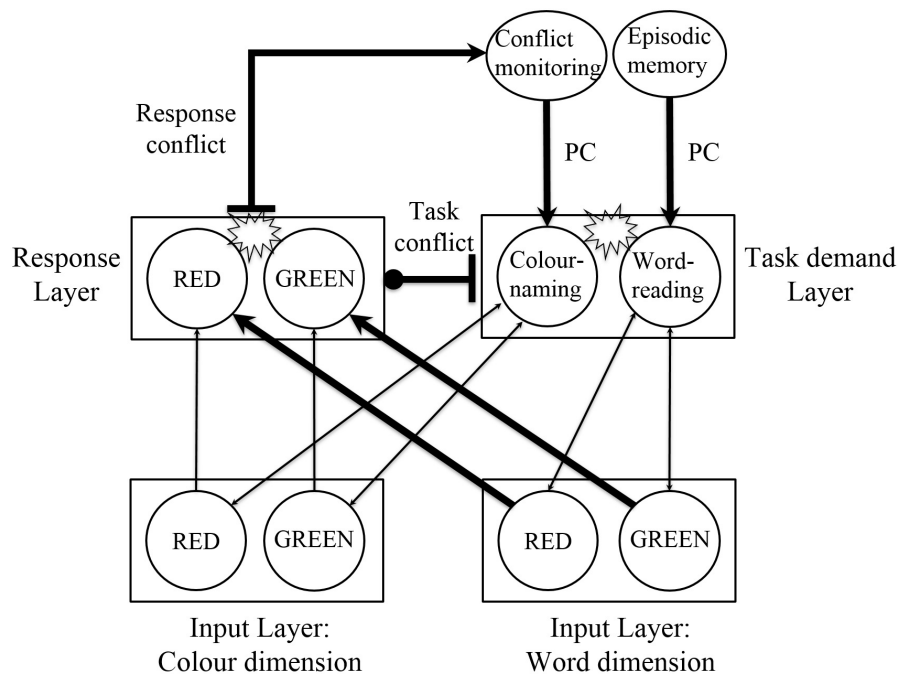 Conflict
monitoring
Episodic
memory
Response
conflict
PC
PC
Task
conflict
Response
Layer
RED
GREEN
Colour-
naming
Word-
reading
Task demand
Layer
RED
GREEN
RED
GREEN
Input Layer:
Colour dimension
Input Layer:
Word dimension